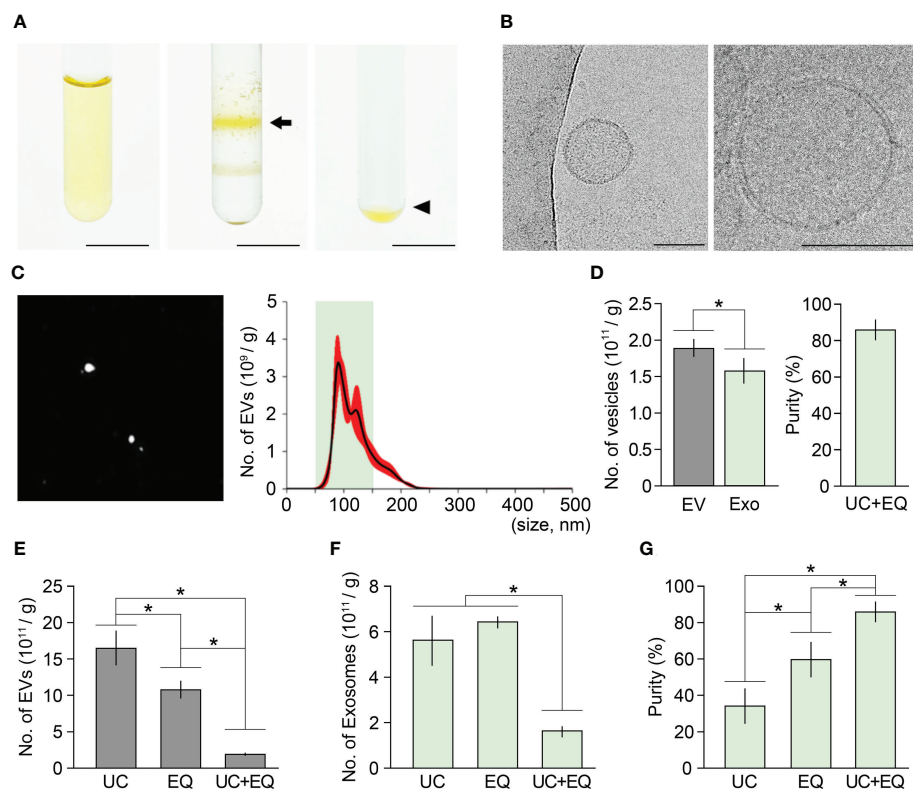 A
B
C
No. of EVs (10⁹ / g)
5
4
3
2
1
0
0 100 200 300 400 500
(size, nm)
D
No. of vesicles (10¹¹ / g)
2.5
2.0
1.5
1.0
0.5
0
*
EV Exo
Purity (%)
100
80
60
40
20
0
UC+EQ
E
No. of EVs (10¹¹ / g)
25
20
15
10
5
0
*
*
*
UC EQ UC+EQ
F
No. of Exosomes (10¹¹ / g)
8
6
4
2
0
*
UC EQ UC+EQ
G
Purity (%)
100
80
60
40
20
0
*
*
*
UC EQ UC+EQ